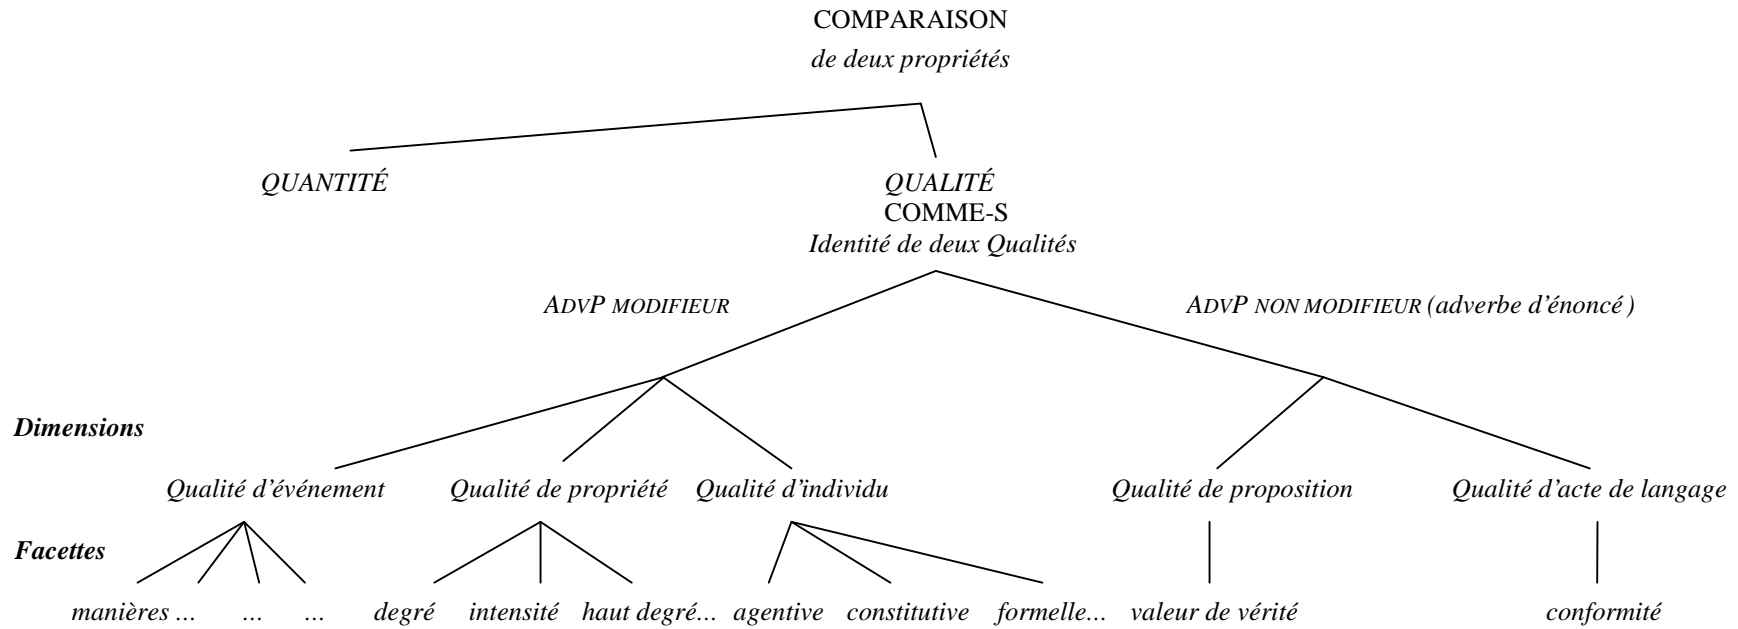 COMPARAISON
de deux propriétés
QUANTITÉ QUALITÉ
COMME-S
Identité de deux Qualités
ADVP MODIFIEUR ADVP NON MODIFIEUR (adverbe d'énoncé)
Dimensions
Qualité d'événement Qualité de propriété Qualité d'individu Qualité de proposition Qualité d'acte de langage
Facettes
manières ... ... ... degré intensité haut degré... agentive constitutive formelle... valeur de vérité conformité